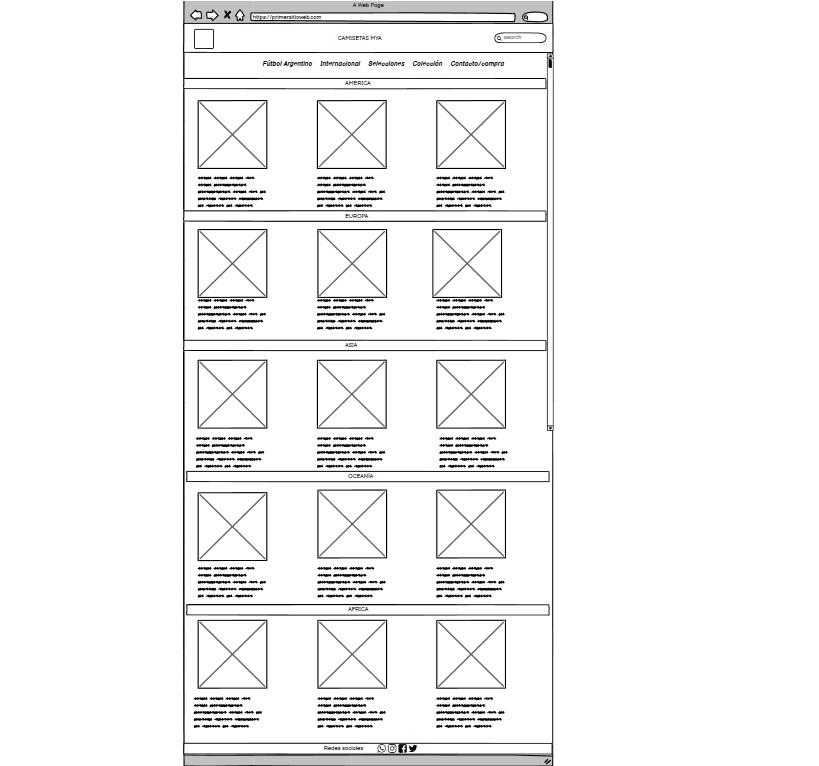 A Web Page
https://primersitioweb.com
CAMISETAS MYA
search
Fútbol Argentino Internacional Selecciones Colección Contacto/compra
AMERICA
EUROPA
ASIA
OCEANÍA
AFRICA
Redes sociales